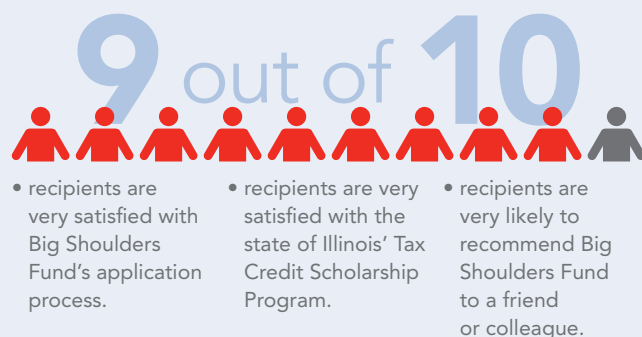 9 out of 10
• recipients are
very satisfied with
Big Shoulders
Fund's application
process.
• recipients are very
satisfied with the
state of Illinois' Tax
Credit Scholarship
Program.
• recipients are
very likely to
recommend Big
Shoulders Fund
to a friend
or colleague.